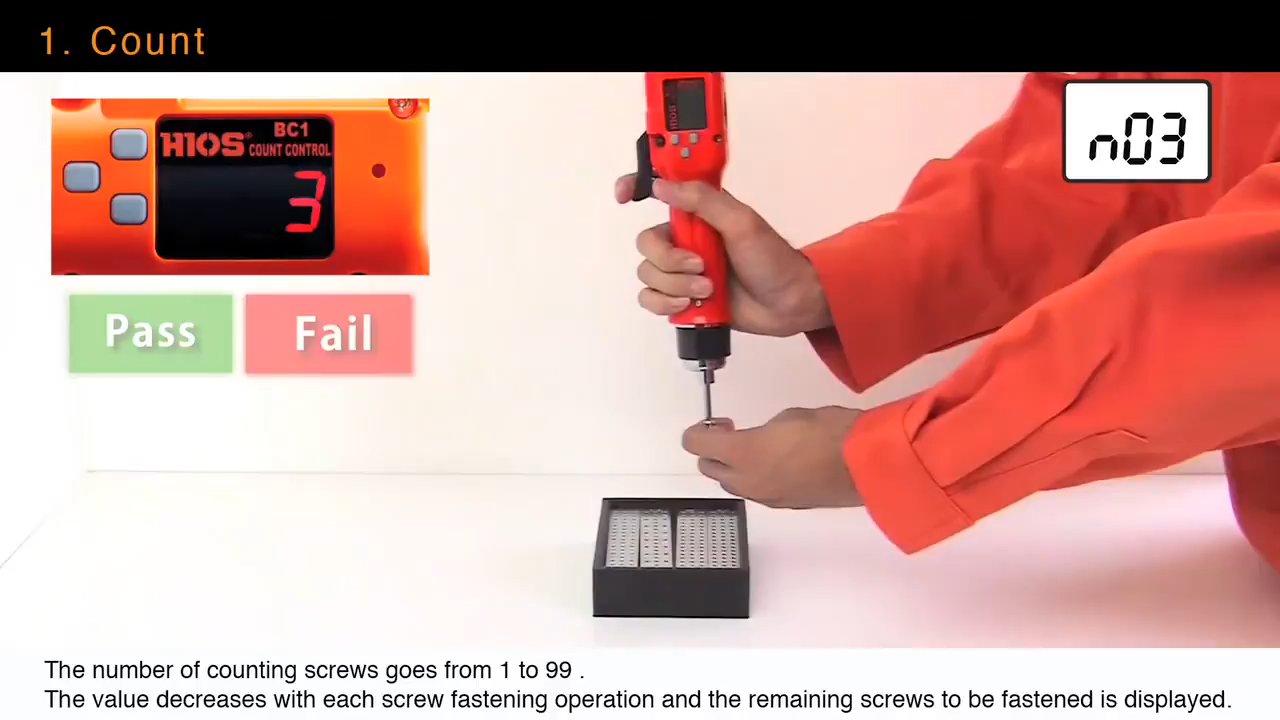 1. Count
HIOS® BC1
COUNT CONTROL
3
n03
Pass Fail
The number of counting screws goes from 1 to 99 .
The value decreases with each screw fastening operation and the remaining screws to be fastened is displayed.